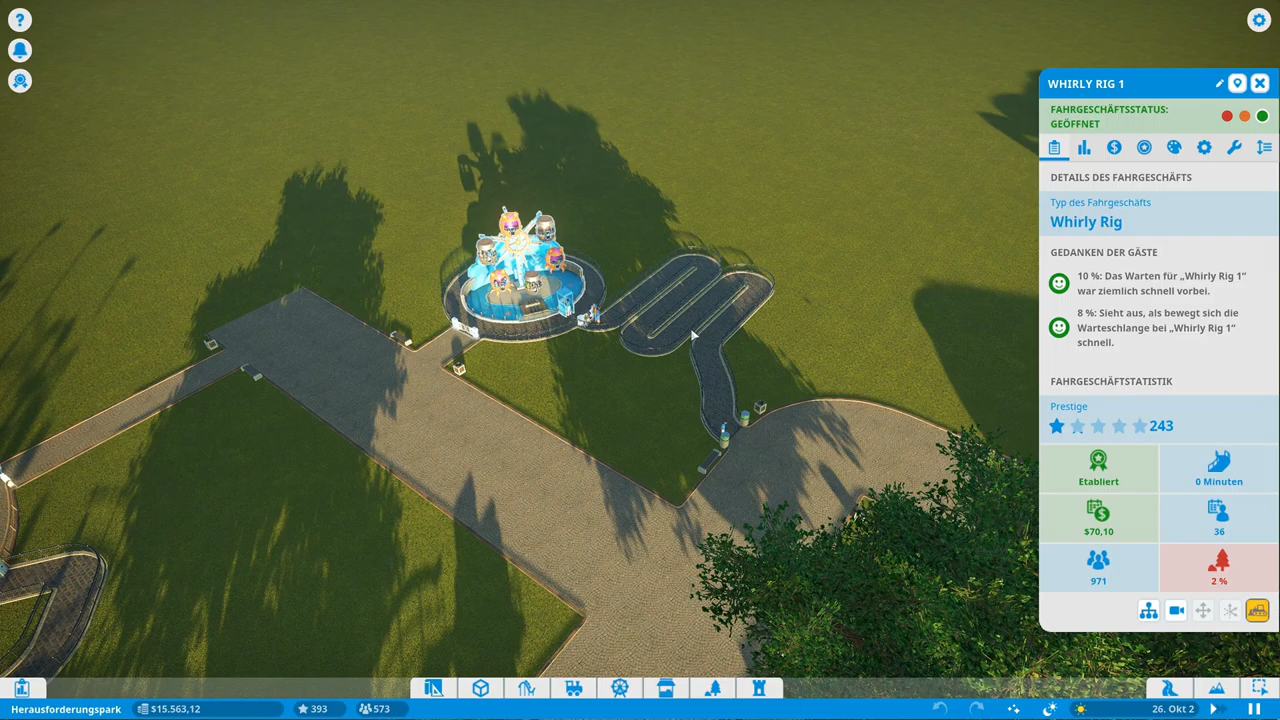 ?
WHIRLY RIG 1
FAHRGESCHÄFTSSTATUS:
GEÖFFNET
DETAILS DES FAHRGESCHÄFTS
Typ des Fahrgeschäfts
Whirly Rig
GEDANKEN DER GÄSTE
10 %: Das Warten für „Whirly Rig 1“
war ziemlich schnell vorbei.
8 %: Sieht aus, als bewegt sich die
Warteschlange bei „Whirly Rig 1“
schnell.
FAHRGESCHÄFTSTATISTIK
Prestige
243
Etabliert
0 Minuten
$70,10
36
971
2 %
Herausforderungspark
$15.563,12
393
573
26. Okt 2